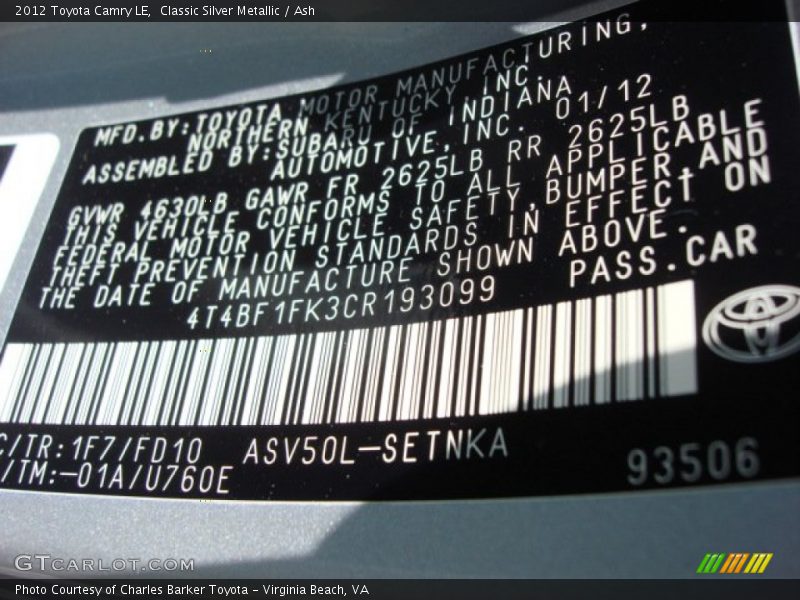 2012 Toyota Camry LE,  Classic Silver Metallic / Ash
MFD.BY:TOYOTA MOTOR MANUFACTURING,
NORTHERN KENTUCKY INC.
ASSEMBLED BY:SUBARU OF INDIANA
AUTOMOTIVE,INC. 01/12
GVWR 4630LB GAWR FR 2625LB RR 2625LB
THIS VEHICLE CONFORMS TO ALL APPLICABLE
FEDERAL MOTOR VEHICLE SAFETY,BUMPER,AND
THEFT PREVENTION STANDARDS IN EFFECT ON
THE DATE OF MANUFACTURE SHOWN ABOVE.
4T4BF1FK3CR193099 PASS.CAR
C/TR:1F7/FD10 ASV50L-SETNKA
/TM:-01A/U760E 93506
GTCARLOT.COM
Photo Courtesy of Charles Barker Toyota - Virginia Beach, VA